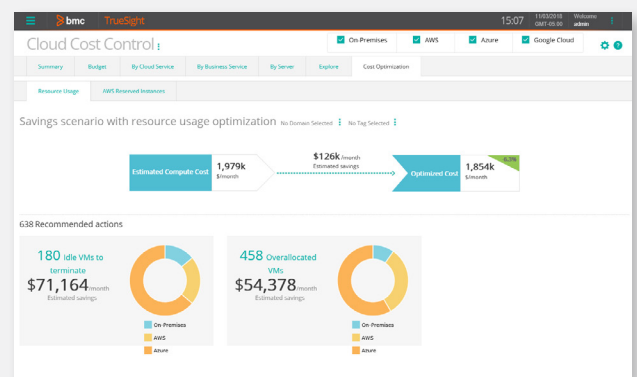 bmc TrueSight
15:07 11/03/2016 GMT-05:00 Welcome admin
Cloud Cost Control
On-Premises AWS Azure Google Cloud
Summary Budget By Cloud Service By Business Service By Server Explore Cost Optimization
Resource Usage AWS Reserved Instances
Savings scenario with resource usage optimization No Domain Selected No Tag Selected
Estimated Compute Cost
1,979k
$/month
$126k/month
Estimated savings
Optimized Cost
1,854k
$/month
6.3%
638 Recommended actions
180 Idle VMs to
terminate
$71,164/month
Estimated savings
On-Premises
AWS
Azure
458 Overallocated
VMs
$54,378/month
Estimated savings
On-Premises
AWS
Azure